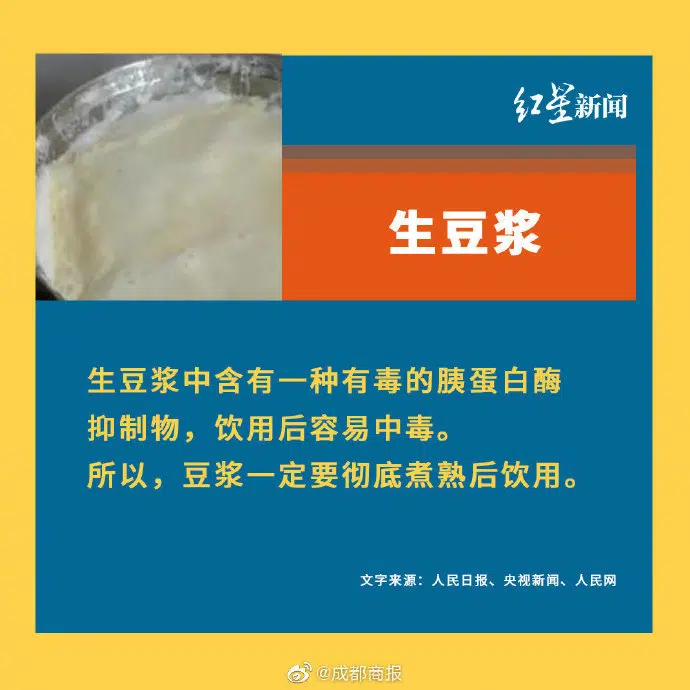 红星新闻
生豆浆
生豆浆中含有一种有毒的胰蛋白酶
抑制物，饮用后容易中毒。
所以，豆浆一定要彻底煮熟后饮用。
文字来源：人民日报、央视新闻、人民网
@成都商报